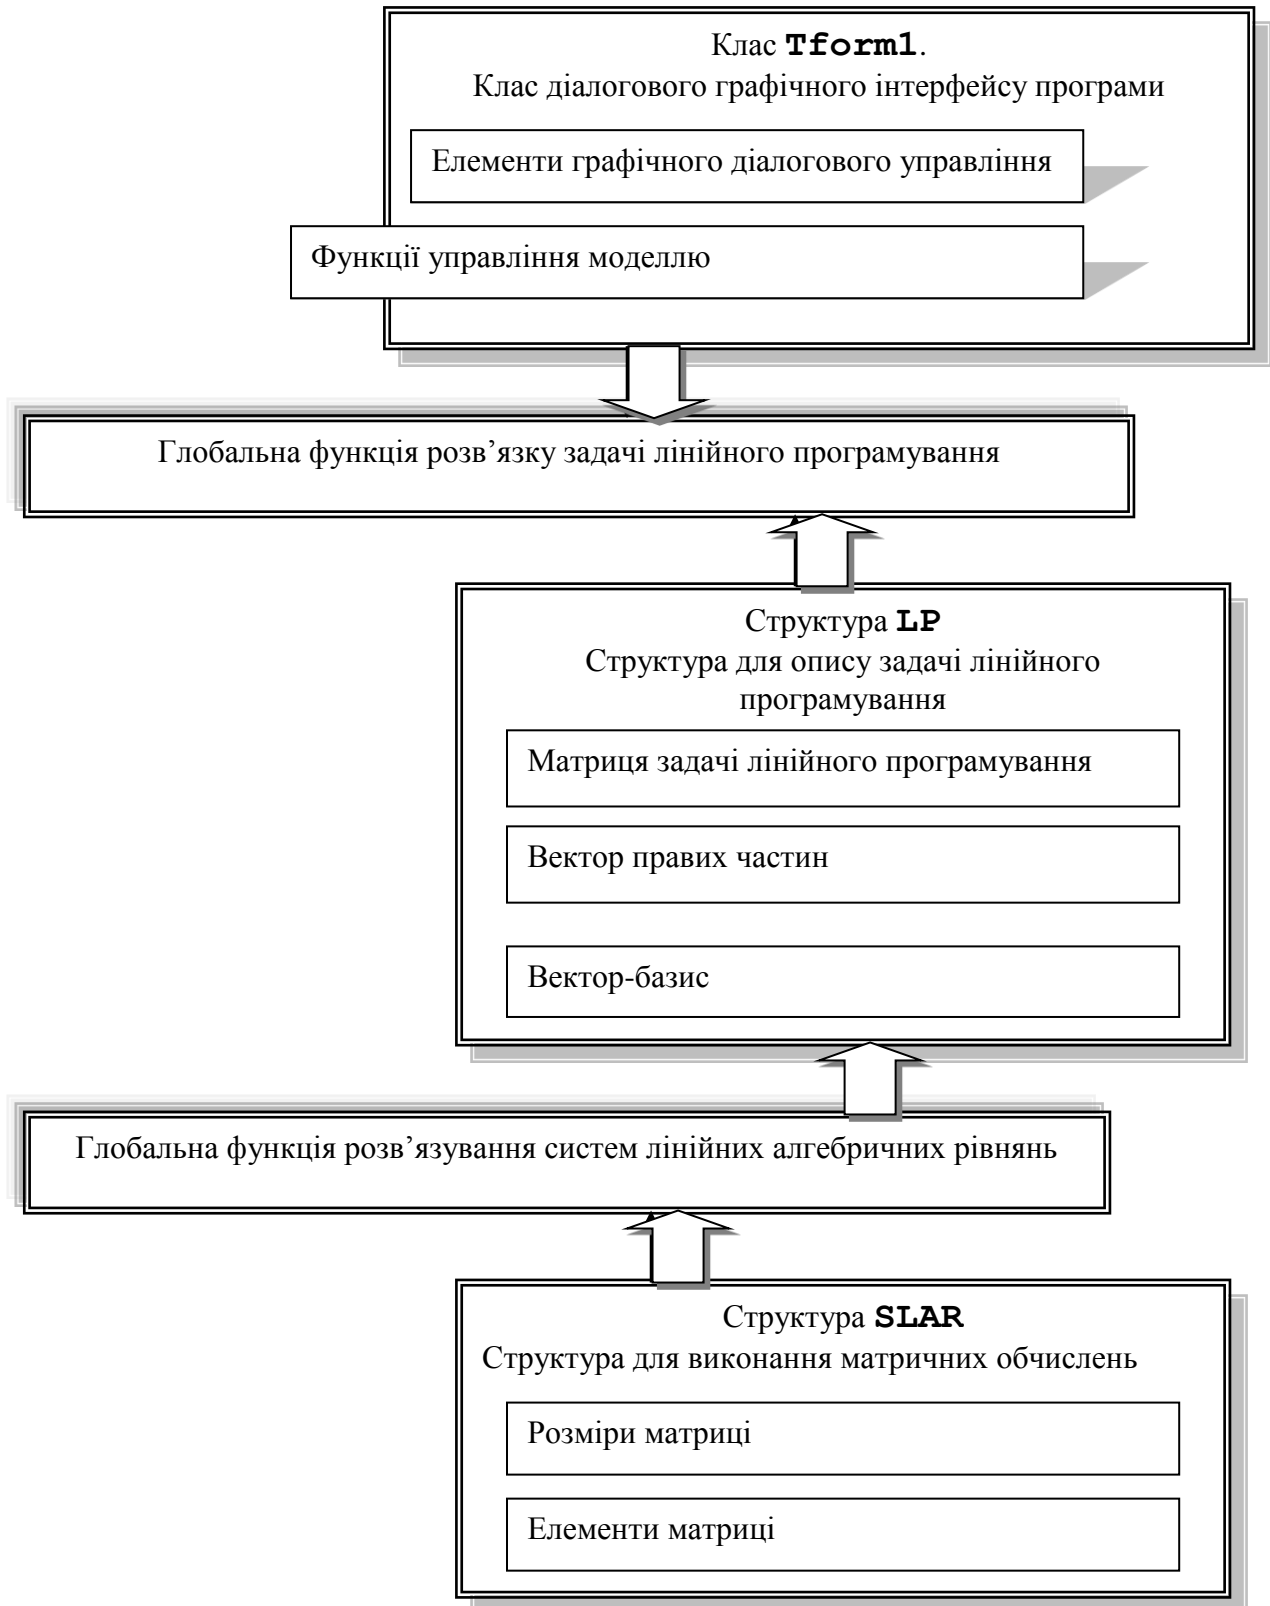 Клас Tform1.
Клас діалогового графічного інтерфейсу програми
Елементи графічного діалогового управління
Функції управління моделлю
Глобальна функція розв’язку задачі лінійного програмування
Структура LP
Структура для опису задачі лінійного
програмування
Матриця задачі лінійного програмування
Вектор правих частин
Вектор-базис
Глобальна функція розв’язування систем лінійних алгебричних рівнянь
Структура SLAR
Структура для виконання матричних обчислень
Розміри матриці
Елементи матриці